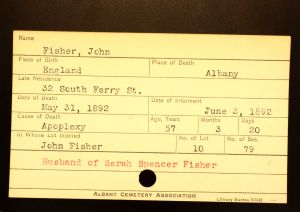 Name
Fisher, John
Place of Birth Place of Death
England Albany
Late Residence
32 South Ferry St.
Date of Death Date of Interment
May 31, 1892 June 3, 1892
Cause of Death Age, Years Months Days
Apoplexy 57 3 20
In Whose Lot Interred No. of Lot No. of Sec.
John Fisher 10 79
Husband of Sarah Spencer Fisher
ALBANY CEMETERY ASSOCIATION
Library Bureau